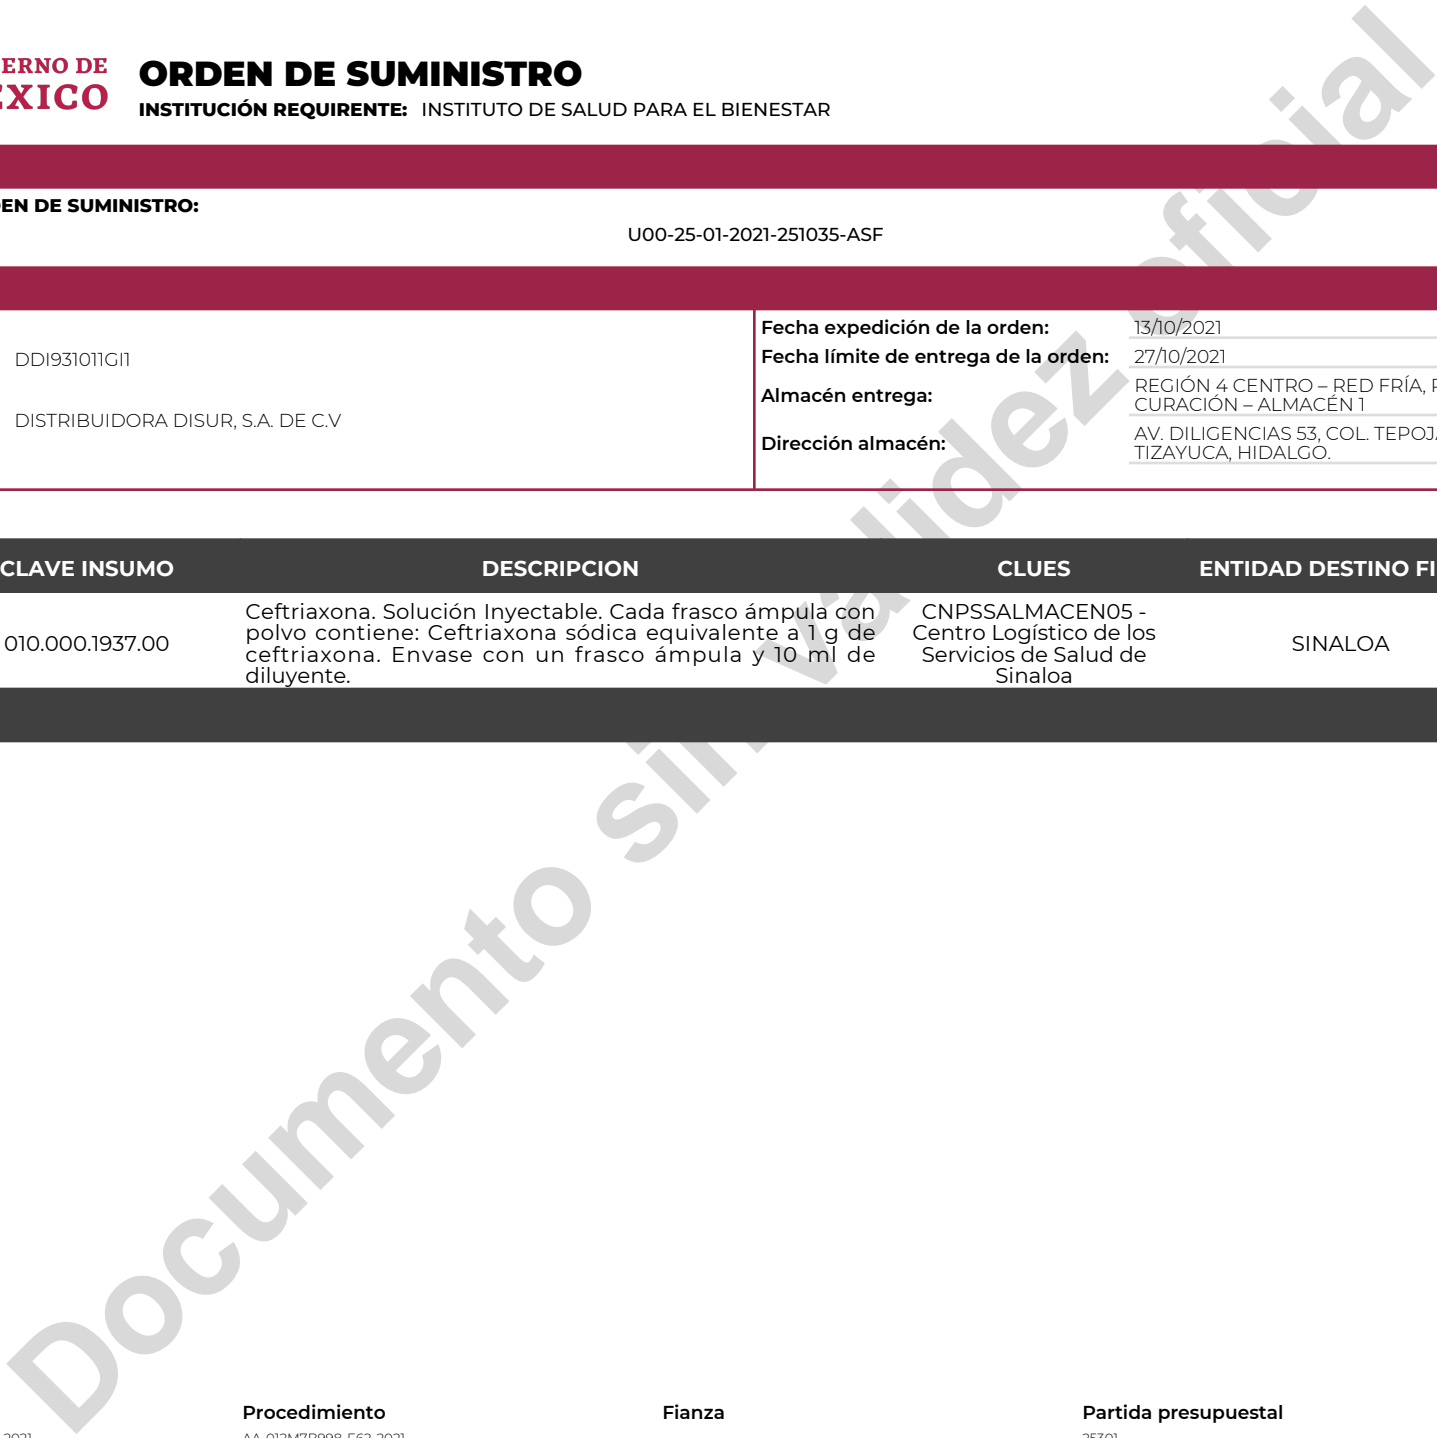 ERNO DE
ÉXICO
ORDEN DE SUMINISTRO
INSTITUCIÓN REQUIRENTE: INSTITUTO DE SALUD PARA EL BIENESTAR
EN DE SUMINISTRO:
U00-25-01-2021-251035-ASF
DDI931011GI1
DISTRIBUIDORA DISUR, S.A. DE C.V
Fecha expedición de la orden: 13/10/2021
Fecha límite de entrega de la orden: 27/10/2021
Almacén entrega: REGIÓN 4 CENTRO – RED FRÍA,
CURACIÓN – ALMACÉN 1
Dirección almacén: AV. DILIGENCIAS 53, COL. TEPOJ
TIZAYUCA, HIDALGO.
CLAVE INSUMO DESCRIPCION CLUES ENTIDAD DESTINO FI
010.000.1937.00
Ceftriaxona. Solución Inyectable. Cada frasco ámpula con
polvo contiene: Ceftriaxona sódica equivalente a 1 g de
ceftriaxona. Envase con un frasco ámpula y 10 ml de
diluyente.
CNPSSALMACEN05 -
Centro Logístico de los
Servicios de Salud de
Sinaloa
SINALOA
Documento sin validez oficial
Procedimiento Fianza Partida presupuestal